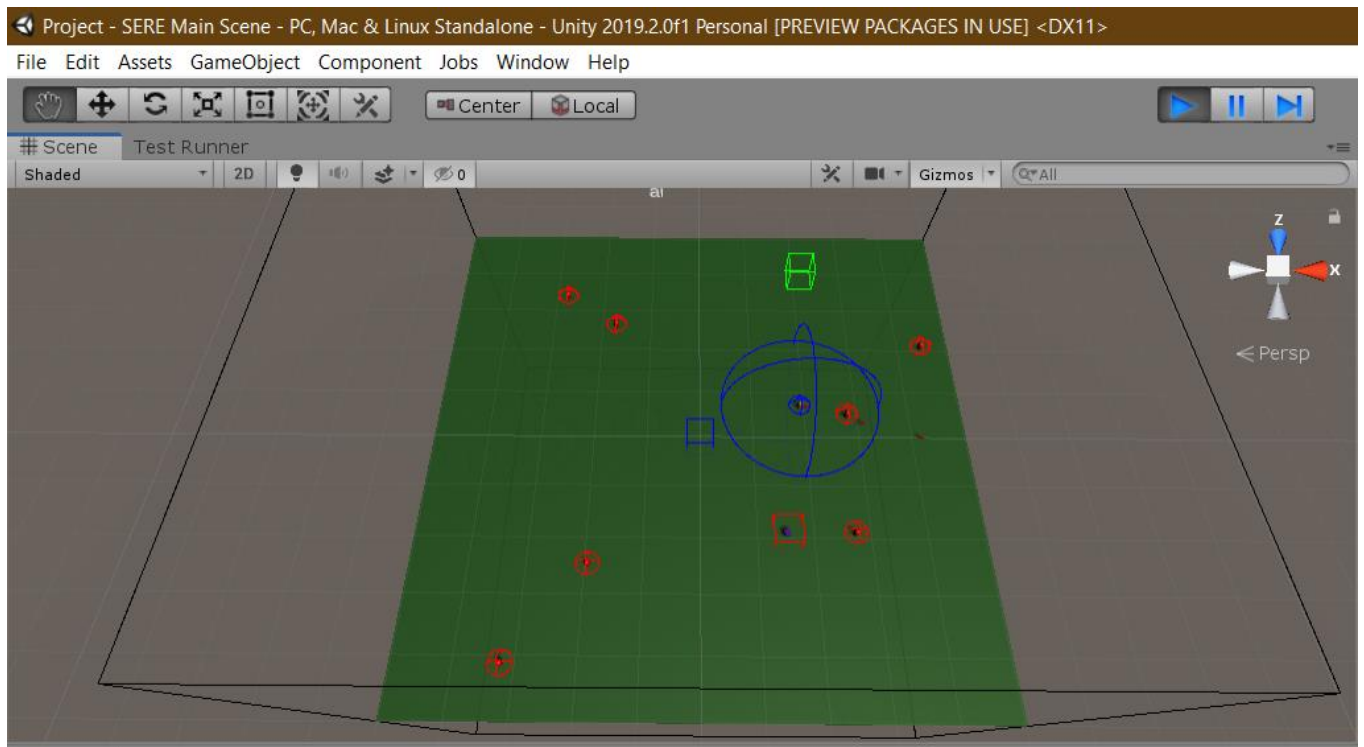 Project - SERE Main Scene - PC, Mac & Linux Standalone - Unity 2019.2.0f1 Personal [PREVIEW PACKAGES IN USE] <DX11>
File Edit Assets GameObject Component Jobs Window Help
Center Local
Scene Test Runner
Shaded 2D 0 Gizmos All
z
x
Persp